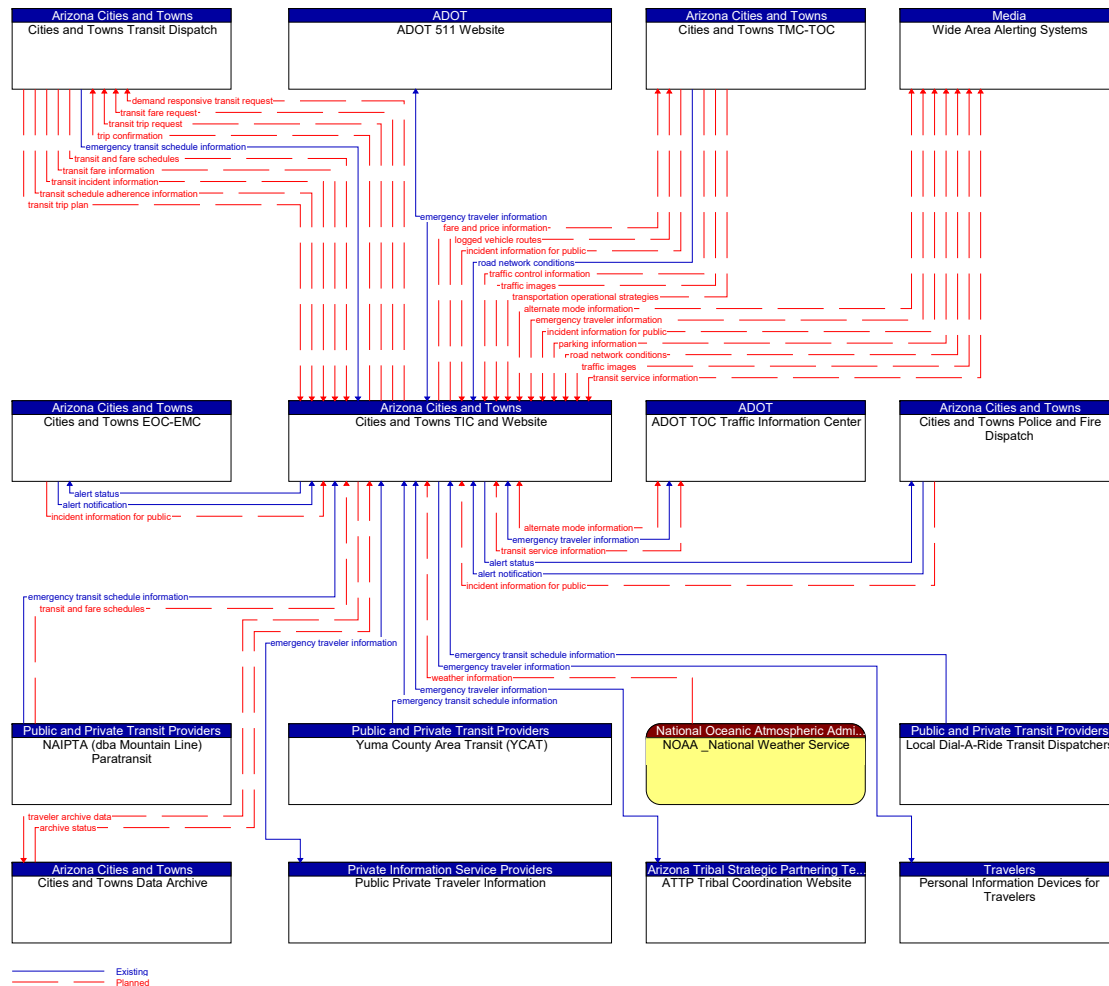 Arizona Cities and Towns
Cities and Towns Transit Dispatch
ADOT
ADOT 511 Website
Arizona Cities and Towns
Cities and Towns TMC-TOC
Media
Wide Area Alerting Systems
demand responsive transit request
transit fare request
transit trip request
trip confirmation
emergency transit schedule information
transit and fare schedules
transit fare information
transit incident information
transit schedule adherence information
transit trip plan
emergency traveler information
fare and price information
logged vehicle routes
incident information for public
road network conditions
traffic control information
traffic images
transportation operational strategies
alternate mode information
emergency traveler information
incident information for public
parking information
road network conditions
traffic images
transit service information
Arizona Cities and Towns
Cities and Towns EOC-EMC
Arizona Cities and Towns
Cities and Towns TIC and Website
ADOT
ADOT TOC Traffic Information Center
Arizona Cities and Towns
Cities and Towns Police and Fire
Dispatch
alert status
alert notification
incident information for public
alternate mode information
emergency traveler information
transit service information
alert status
alert notification
incident information for public
emergency transit schedule information
transit and fare schedules
emergency traveler information
emergency transit schedule information
emergency traveler information
weather information
emergency traveler information
emergency transit schedule information
Public and Private Transit Providers
NAIPTA (dba Mountain Line)
Paratransit
Public and Private Transit Providers
Yuma County Area Transit (YCAT)
National Oceanic Atmospheric Admi...
NOAA _National Weather Service
Public and Private Transit Providers
Local Dial-A-Ride Transit Dispatchers
traveler archive data
archive status
Arizona Cities and Towns
Cities and Towns Data Archive
Private Information Service Providers
Public Private Traveler Information
Arizona Tribal Strategic Partnering Te...
ATTP Tribal Coordination Website
Travelers
Personal Information Devices for
Travelers
Existing
Planned